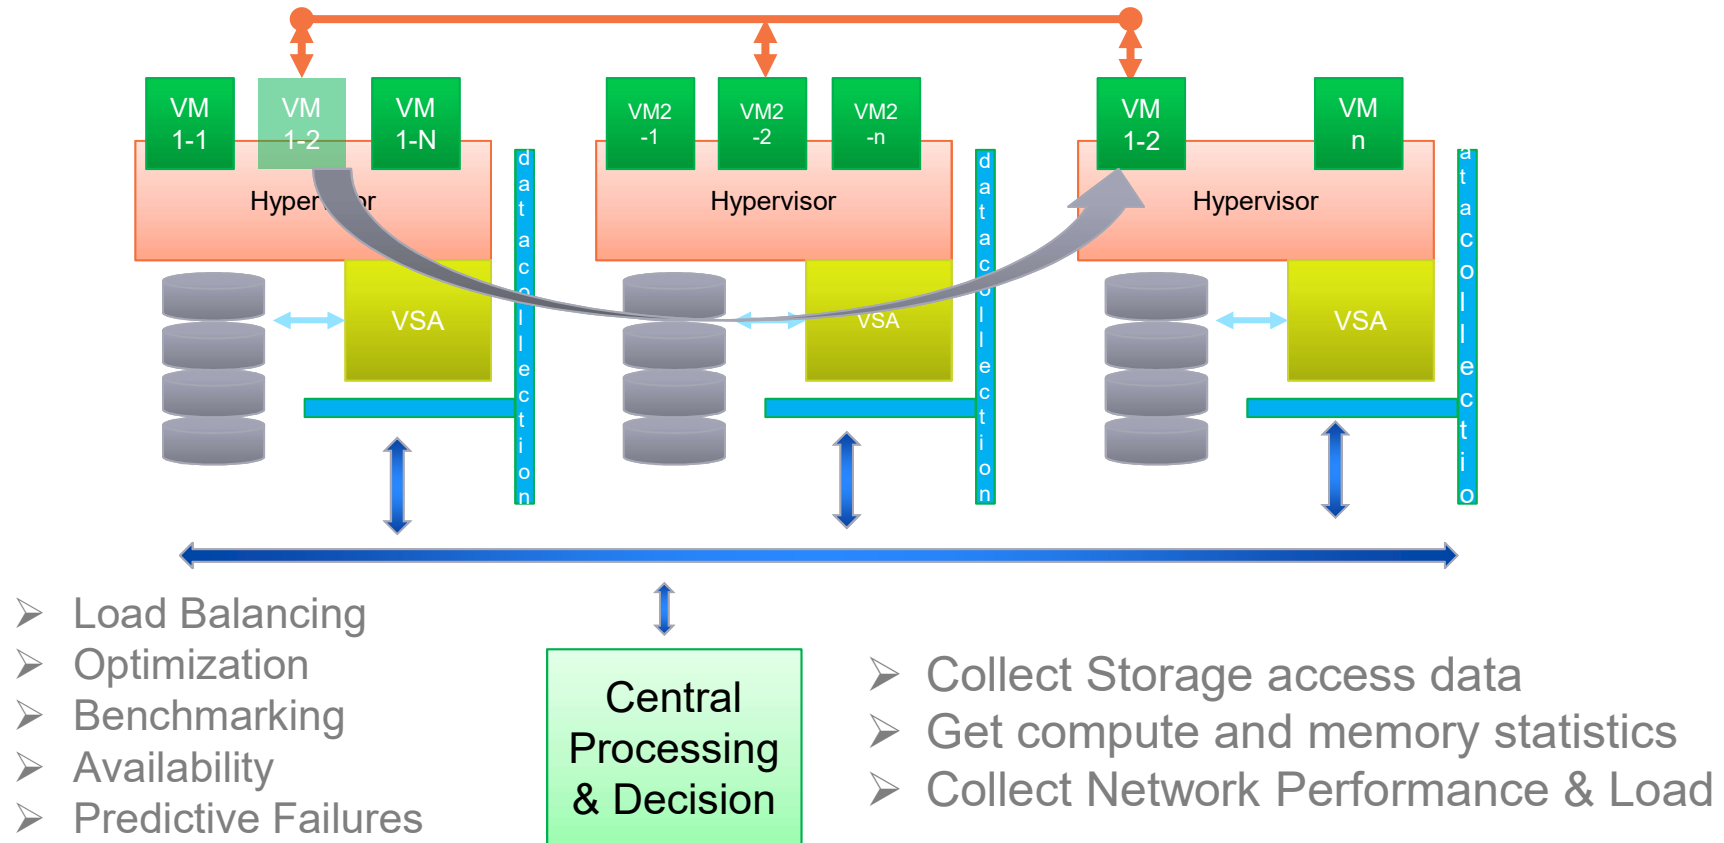 VM
1-1
VM
1-2
VM
1-N
VM2
-1
VM2
-2
VM2
-n
VM
1-2
VM
n
Hypervisor
Hypervisor
Hypervisor
VSA
VSA
VSA
data collection
data collection
ata collectio
Load Balancing
Optimization
Benchmarking
Availability
Predictive Failures
Central
Processing
& Decision
Collect Storage access data
Get compute and memory statistics
Collect Network Performance & Load